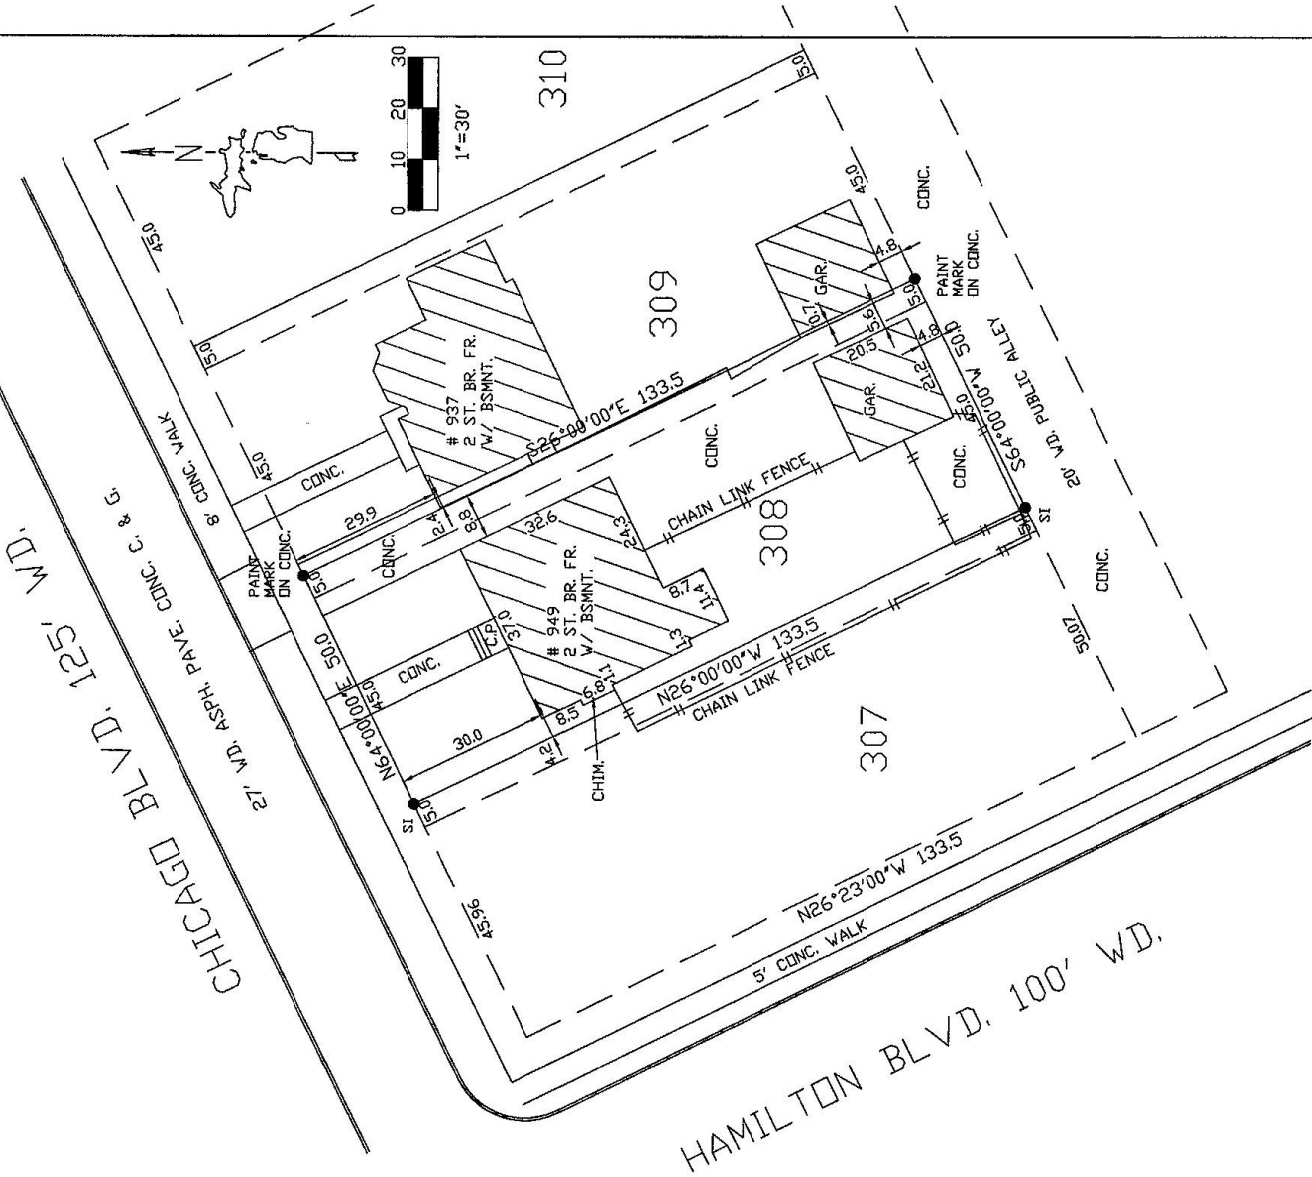 30
20
10
0
1"=30'
N
310
5.0
45.0
5.0
45.0
8' CONC. WALK
CONC.
27' WD. ASPH. PAVE. CONC. C. & G.
CHICAGO BLVD. 125' WD.
PAINT
MARK
ON CONC.
5.0
CONC.
29.9
2.4
8.8
# 937
2 ST. BR. FR.
W/ BSMNT.
309
S26°00'00"E 133.5
GAR.
4.8
45.0
CONC.
PAINT
MARK
ON CONC.
0.7
5.6
5.0
20.5
4.8
21.2
GAR.
45.0
S64°00'00"W 50.0
20' WD. PUBLIC ALLEY
CONC.
CONC.
CHAIN LINK FENCE
308
32.6
24.3
8.7
11.4
1.3
# 949
2 ST. BR. FR.
W/ BSMNT.
37.0
C.P.
CONC.
N64°00'00"E 50.0
45.0
30.0
8.5
6.8
1.1
4.2
CHIM.
SI
5.0
N26°00'00"W 133.5
CHAIN LINK FENCE
5.0
SI
CONC.
50.07
307
45.96
N26°23'00"W 133.5
5' CONC. WALK
HAMILTON BLVD. 100' WD.